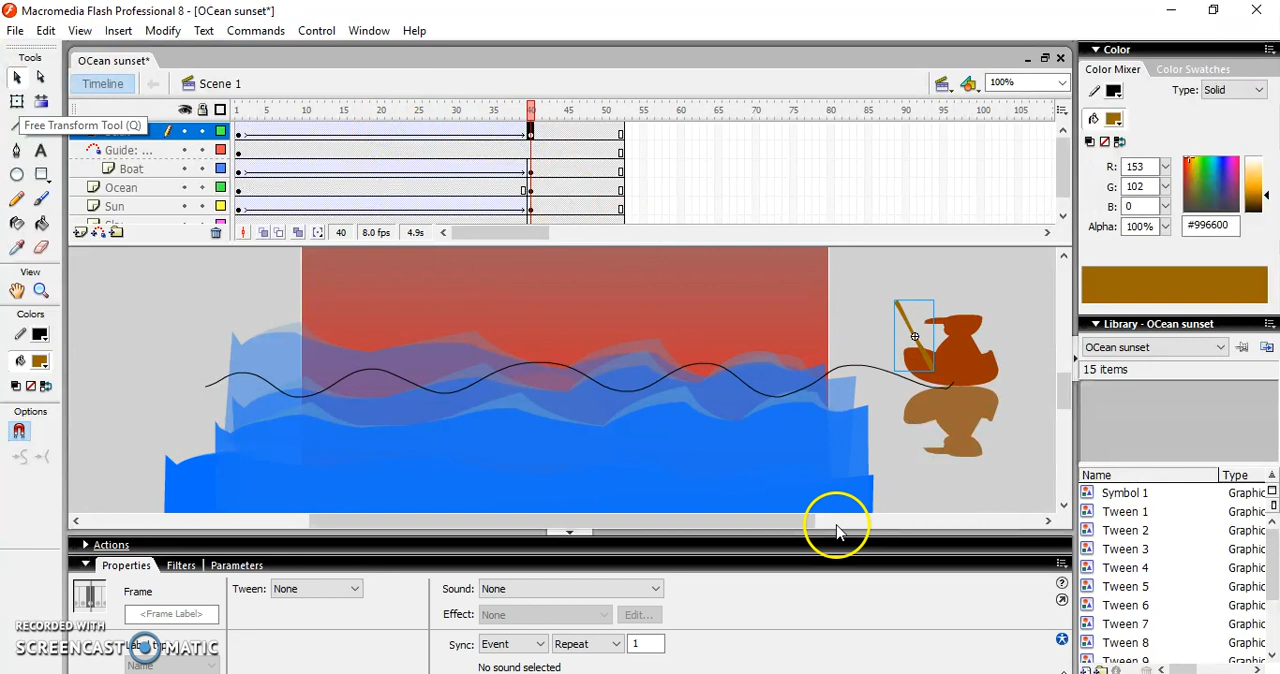 Macromedia Flash Professional 8 - [OCean sunset*]
File Edit View Insert Modify Text Commands Control Window Help
Tools
OCean sunset*
Timeline
Scene 1
100%
1 5 10 15 20 25 30 35 40 45 50 55 60 65 70 75 80 85 90 95 100 105
Free Transform Tool (Q)
Guide: ...
Boat
Ocean
Sun
40 8.0 fps 4.9s
View
Colors
Options
Color
Color Mixer Color Swatches
Type: Solid
R: 153
G: 102
B: 0
Alpha: 100% #996600
Library - OCean sunset
OCean sunset
15 items
Name Type
Symbol 1 Graphic
Tween 1 Graphic
Tween 2 Graphic
Tween 3 Graphic
Tween 4 Graphic
Tween 5 Graphic
Tween 6 Graphic
Tween 7 Graphic
Tween 8 Graphic
Tween 9
Actions
Properties Filters Parameters
Frame
<Frame Label>
Label type:
Name
Tween: None
Sound: None
Effect: None Edit...
Sync: Event Repeat 1
No sound selected
RECORDED WITH
SCREENCAST MATIC